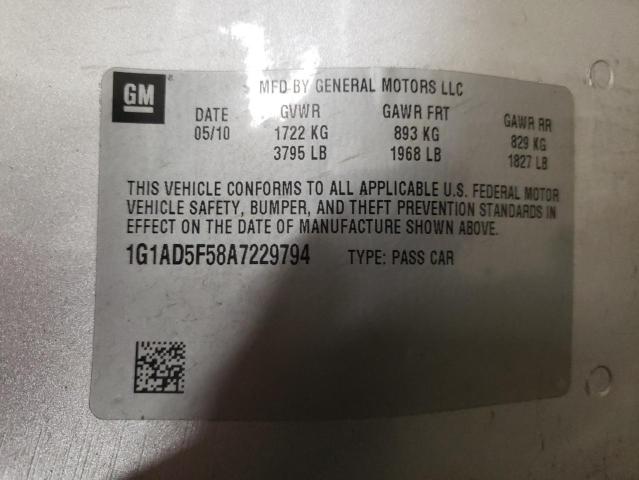 GM ®
MFD BY GENERAL MOTORS LLC
DATE GVWR GAWR FRT GAWR RR
05/10 1722 KG 893 KG 829 KG
3795 LB 1968 LB 1827 LB
THIS VEHICLE CONFORMS TO ALL APPLICABLE U.S. FEDERAL MOTOR
VEHICLE SAFETY, BUMPER, AND THEFT PREVENTION STANDARDS IN
EFFECT ON THE DATE OF MANUFACTURE SHOWN ABOVE.
1G1AD5F58A7229794 TYPE: PASS CAR